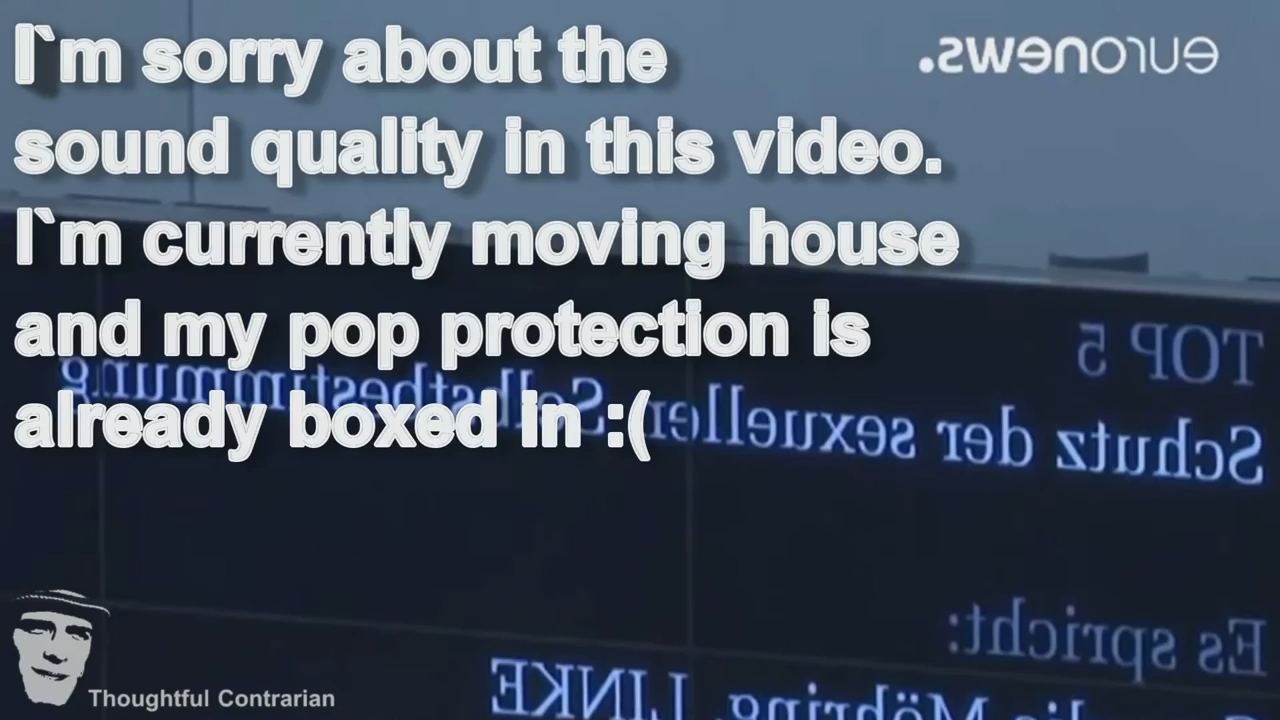 I`m sorry about the
sound quality in this video.
I`m currently moving house
and my pop protection is
already boxed in :(
euronews.
TOP 5
Schutz der sexuellen Selbstbestimmung
Es spricht:
Möhring, LINKE
Thoughtful Contrarian